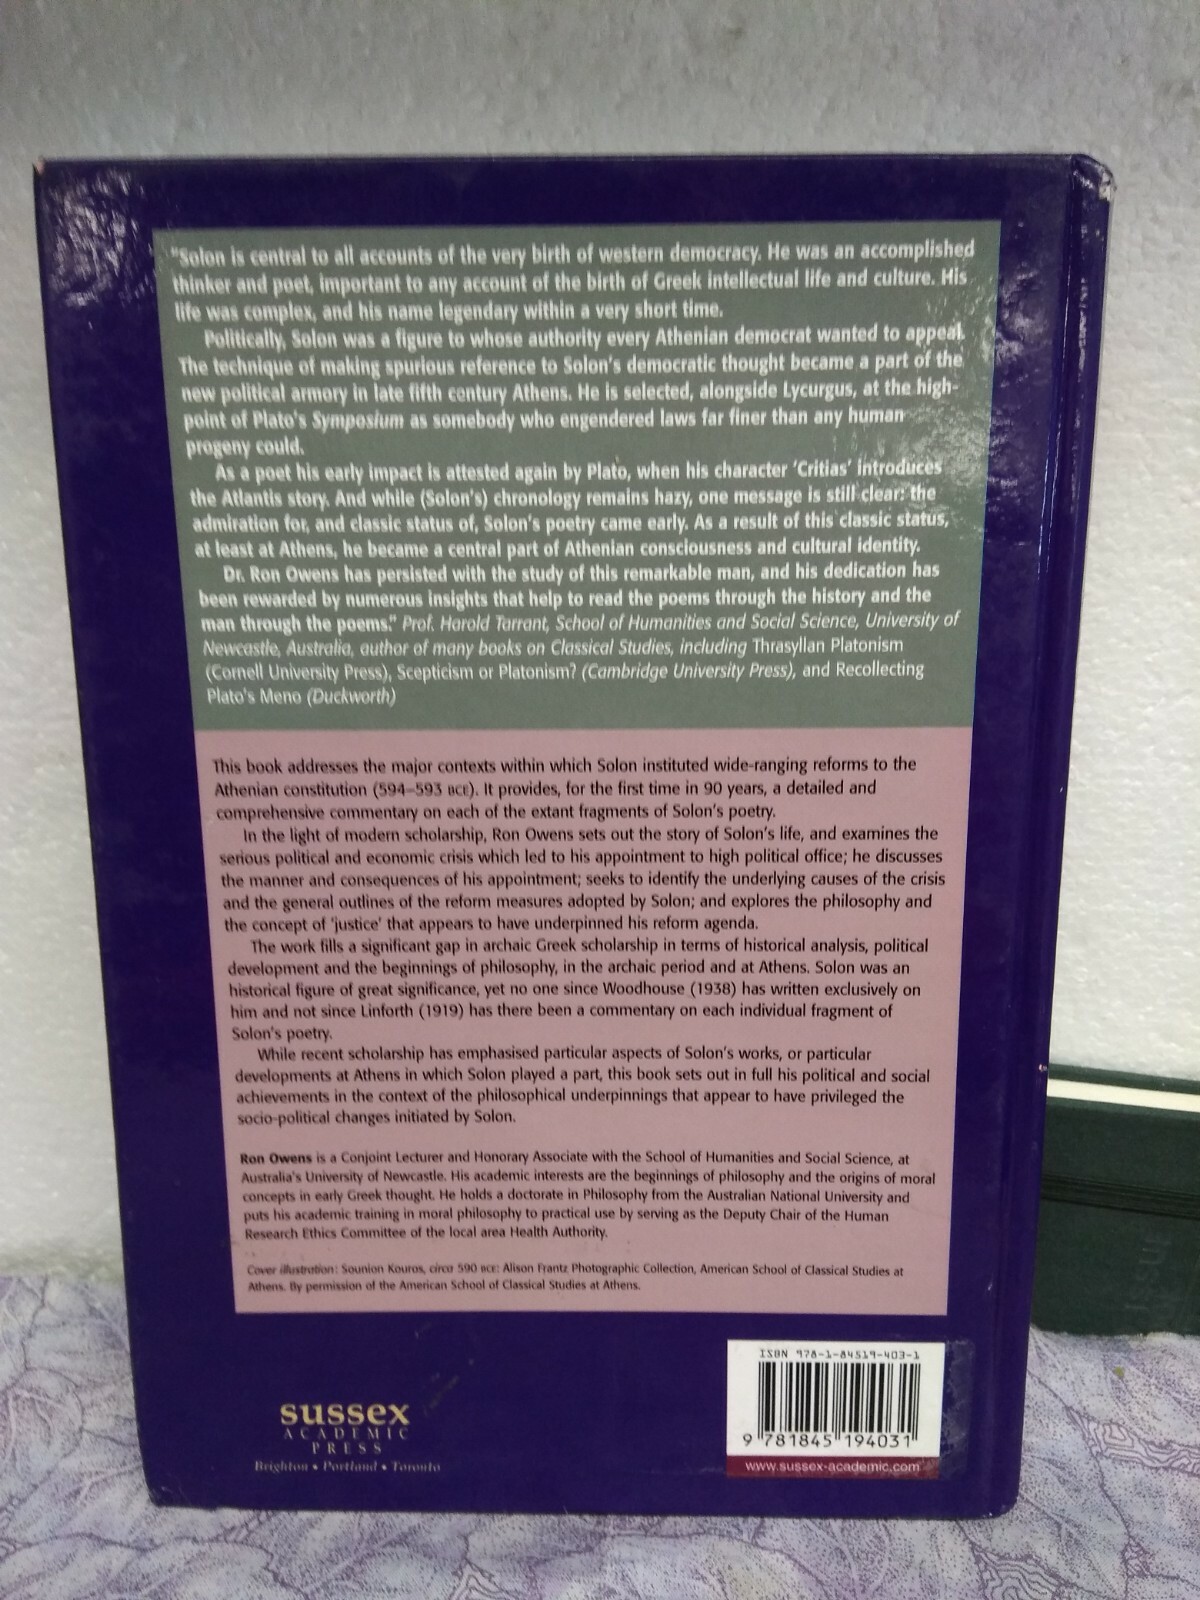 "Solon is central to all accounts of the very birth of western democracy. He was an accomplished
thinker and poet, important to any account of the birth of Greek intellectual life and culture. His
life was complex, and his name legendary within a very short time.
Politically, Solon was a figure to whose authority every Athenian democrat wanted to appeal.
The technique of making spurious reference to Solon's democratic thought became a part of the
new political armory in late fifth century Athens. He is selected, alongside Lycurgus, at the high-
point of Plato's Symposium as somebody who engendered laws far finer than any human
progeny could.
As a poet his early impact is attested again by Plato, when his character 'Critias' introduces
the Atlantis story. And while (Solon's) chronology remains hazy, one message is still clear: the
admiration for, and classic status of, Solon's poetry came early. As a result of this classic status,
at least at Athens, he became a central part of Athenian consciousness and cultural identity.
Dr. Ron Owens has persisted with the study of this remarkable man, and his dedication has
been rewarded by numerous insights that help to read the poems through the history and the
man through the poems." Prof. Harold Tarrant, School of Humanities and Social Science, University of
Newcastle, Australia, author of many books on Classical Studies, including Thrasyllan Platonism
(Cornell University Press), Scepticism or Platonism? (Cambridge University Press), and Recollecting
Plato's Meno (Duckworth)
This book addresses the major contexts within which Solon instituted wide-ranging reforms to the
Athenian constitution (594–593 BCE). It provides, for the first time in 90 years, a detailed and
comprehensive commentary on each of the extant fragments of Solon's poetry.
In the light of modern scholarship, Ron Owens sets out the story of Solon's life, and examines the
serious political and economic crisis which led to his appointment to high political office; he discusses
the manner and consequences of his appointment; seeks to identify the underlying causes of the crisis
and the general outlines of the reform measures adopted by Solon; and explores the philosophy and
the concept of 'justice' that appears to have underpinned his reform agenda.
The work fills a significant gap in archaic Greek scholarship in terms of historical analysis, political
development and the beginnings of philosophy, in the archaic period and at Athens. Solon was an
historical figure of great significance, yet no one since Woodhouse (1938) has written exclusively on
him and not since Linforth (1919) has there been a commentary on each individual fragment of
Solon's poetry.
While recent scholarship has emphasised particular aspects of Solon's works, or particular
developments at Athens in which Solon played a part, this book sets out in full his political and social
achievements in the context of the philosophical underpinnings that appear to have privileged the
socio-political changes initiated by Solon.
Ron Owens is a Conjoint Lecturer and Honorary Associate with the School of Humanities and Social Science, at
Australia's University of Newcastle. His academic interests are the beginnings of philosophy and the origins of moral
concepts in early Greek thought. He holds a doctorate in Philosophy from the Australian National University and
puts his academic training in moral philosophy to practical use by serving as the Deputy Chair of the Human
Research Ethics Committee of the local area Health Authority.
Cover illustration: Sounion Kouros, circa 590 BCE: Alison Frantz Photographic Collection, American School of Classical Studies at
Athens. By permission of the American School of Classical Studies at Athens.
sussex
ACADEMIC
PRESS
Brighton • Portland • Toronto
ISBN 978-1-84519-403-1
9 781845 194031
www.sussex-academic.com
ISSUE